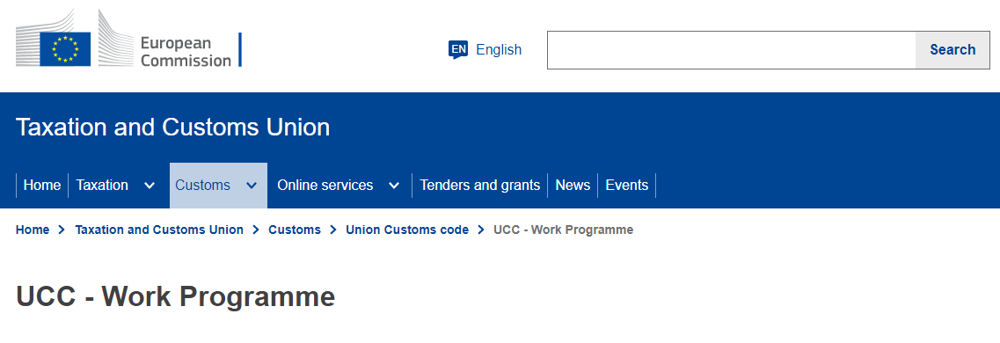 European
Commission
EN English
Search
Taxation and Customs Union
Home Taxation Customs Online services Tenders and grants News Events
Home > Taxation and Customs Union > Customs > Union Customs code > UCC - Work Programme
UCC - Work Programme